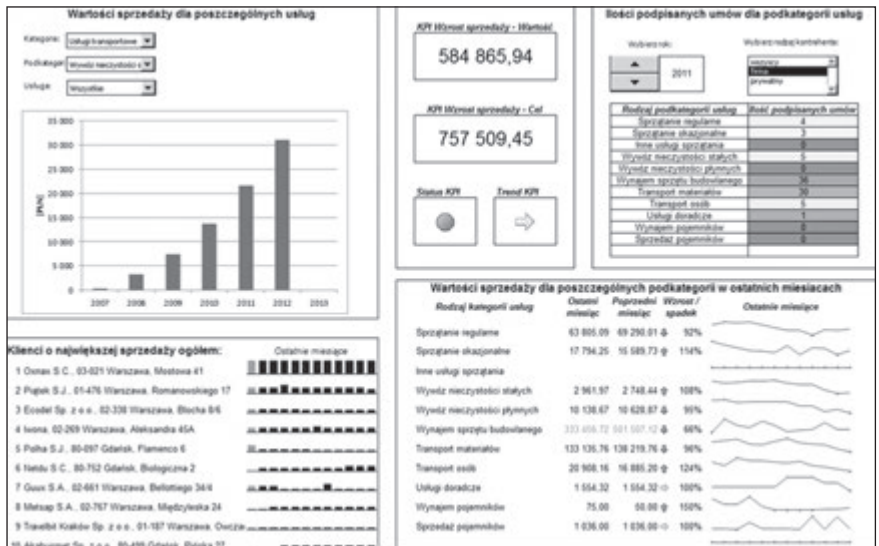 Wartości sprzedaży dla poszczególnych usług
Kategorie: Usługi transportowe
Podkategorie: Wywóz nieczystości s
Usługe: Wszystkie
35 000
30 000
25 000
20 000
15 000
10 000
5 000
0
[PLN]
2007 2008 2009 2010 2011 2012 2013
KPI Wzrost sprzedaży - Wartość
584 865,94
KPI Wzrost sprzedaży - Cel
757 509,45
Status KPI Trend KPI
Ilości podpisanych umów dla podkategorii usług
Wybierz rok: Wybierz rodzaj kontrahenta:
2011
wszyscy
firma
prywatny
Rodzaj podkategorii usług Ilość podpisanych umów
Sprzątanie regularne 4
Sprzątanie okazjonalne 3
Inne usługi sprzątania 0
Wywóz nieczystości stałych 5
Wywóz nieczystości płynnych 0
Wynajem sprzętu budowlanego 36
Transport materiałów 30
Transport osób 5
Usługi doradcze 1
Wynajem pojemników 0
Sprzedaż pojemników 0
Klienci o największej sprzedaży ogółem: Ostatnie miesiące
1 Osnax S.C., 03-021 Warszawa, Mostowa 41
2 Piątek S.J., 01-476 Warszawa, Romanowskiego 17
3 Ecodel Sp. z o.o., 02-338 Warszawa, Blocha 8/6
4 Iwona, 02-269 Warszawa, Aleksandra 45A
5 Polha S.J., 80-097 Gdańsk, Flamenco 6
6 Netdu S.C., 80-752 Gdańsk, Biologiczna 2
7 Guux S.A., 02-661 Warszawa, Bellottiego 34/4
8 Metsap S.A., 02-767 Warszawa, Międzyleska 24
9 Travelbit Kraków Sp. z o.o., 01-187 Warszawa, Owcza
Wartości sprzedaży dla poszczególnych podkategorii w ostatnich miesiacach
Rodzaj kategorii usług Ostatni miesiąc Poprzedni miesiąc Wzrost / spadek Ostatnie miesiące
Sprzątanie regularne 63 805.09 69 290.01 92%
Sprzątanie okazjonalne 17 794.25 15 589.73 114%
Inne usługi sprzątania
Wywóz nieczystości stałych 2 961.97 2 748.44 108%
Wywóz nieczystości płynnych 10 138.67 10 628.87 95%
Wynajem sprzętu budowlanego 66%
Transport materiałów 133 135.76 138 219.76 96%
Transport osób 20 908.16 16 885.20 124%
Usługi doradcze 1 554.32 1 554.32 100%
Wynajem pojemników 75.00 50.00 150%
Sprzedaż pojemników 1 036.00 1 036.00 100%